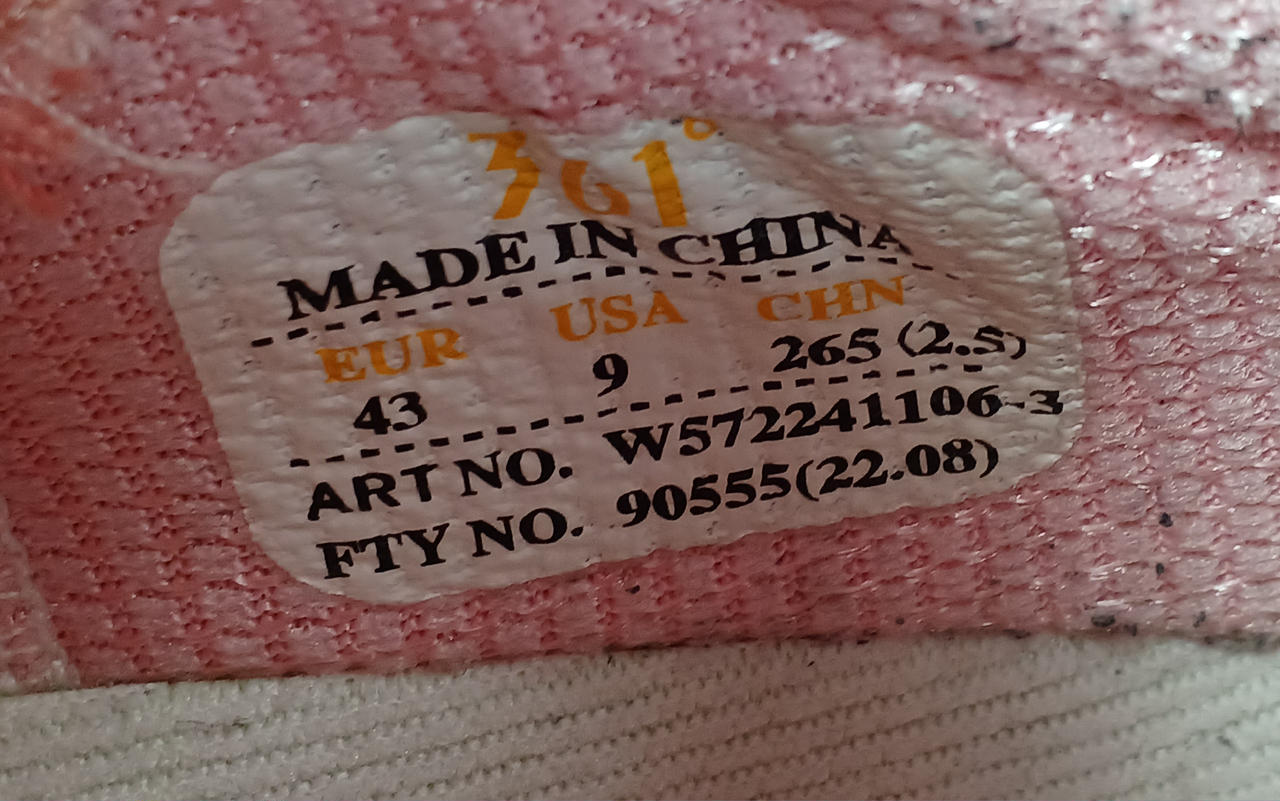 361°
MADE IN CHINA
EUR USA CHN
43 9 265 (2.5)
ART NO. W572241106-3
FTY NO. 90555(22.08)